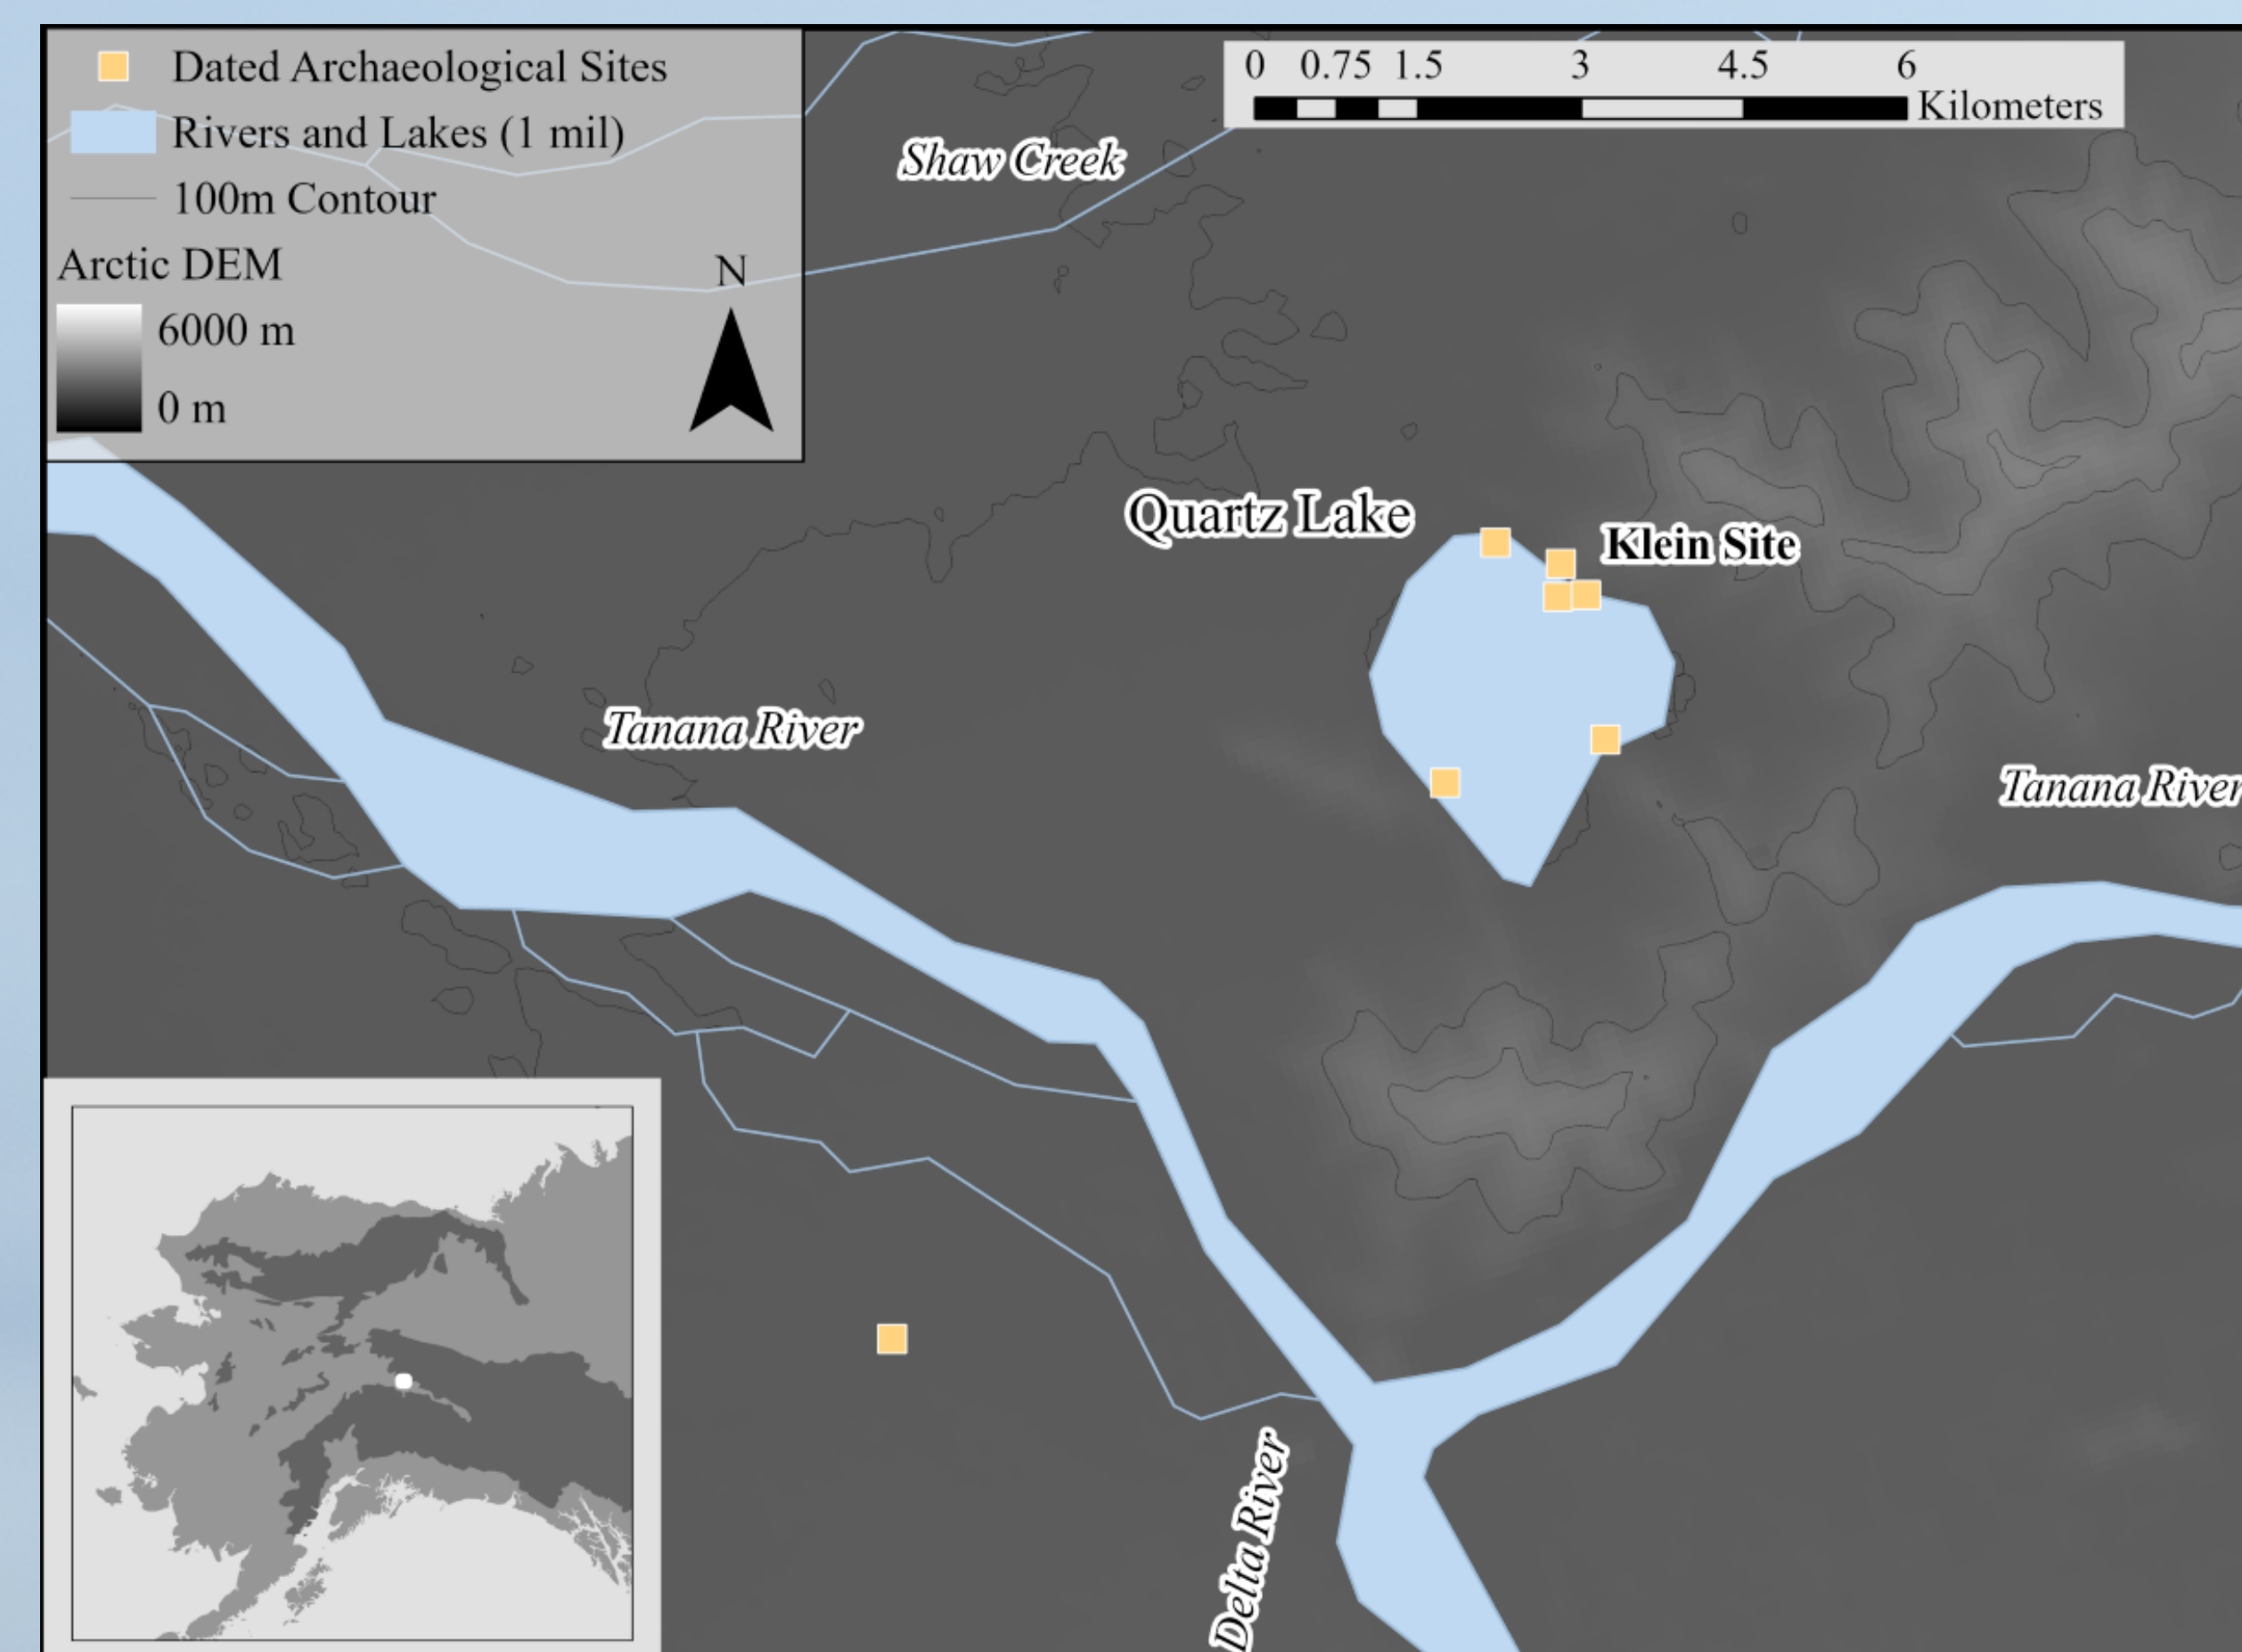 Dated Archaeological Sites
Rivers and Lakes (1 mil)
100m Contour
Arctic DEM
6000 m
0 m
N
0 0.75 1.5 3 4.5 6
Kilometers
Shaw Creek
Quartz Lake
Klein Site
Tanana River
Tanana River
Delta River